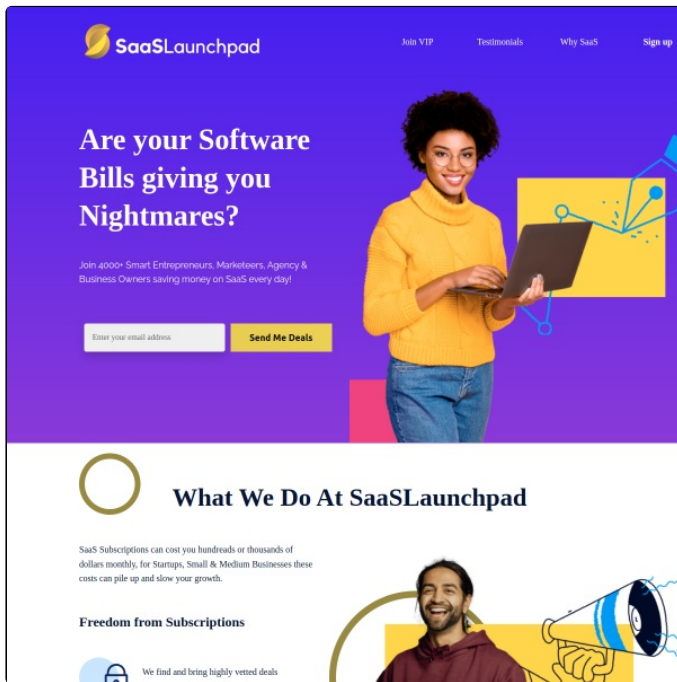 SaaSLaunchpad
Join VIP
Testimonials
Why SaaS
Sign up
Are your Software
Bills giving you
Nightmares?
Join 4000+ Smart Entrepreneurs, Marketeers, Agency &
Business Owners saving money on SaaS every day!
Enter your email address
Send Me Deals
What We Do At SaaSLaunchpad
SaaS Subscriptions can cost you hundreads or thousands of
dollars monthly, for Startups, Small & Medium Businesses these
costs can pile up and slow your growth.
Freedom from Subscriptions
We find and bring highly vetted deals